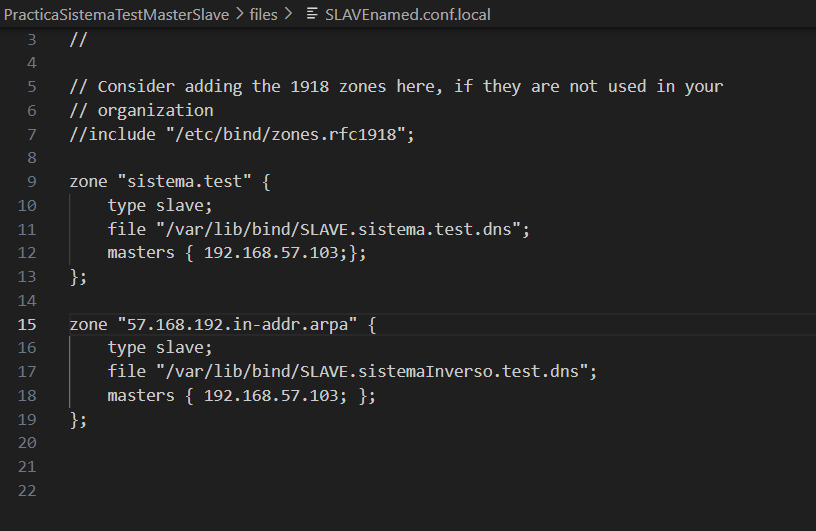 PracticaSistemaTestMasterSlave > files > SLAVEnamed.conf.local
3 //
4
5 // Consider adding the 1918 zones here, if they are not used in your
6 // organization
7 //include "/etc/bind/zones.rfc1918";
8
9 zone "sistema.test" {
10     type slave;
11     file "/var/lib/bind/SLAVE.sistema.test.dns";
12     masters { 192.168.57.103;};
13 };
14
15 zone "57.168.192.in-addr.arpa" {
16     type slave;
17     file "/var/lib/bind/SLAVE.sistemaInverso.test.dns";
18     masters { 192.168.57.103; };
19 };
20
21
22